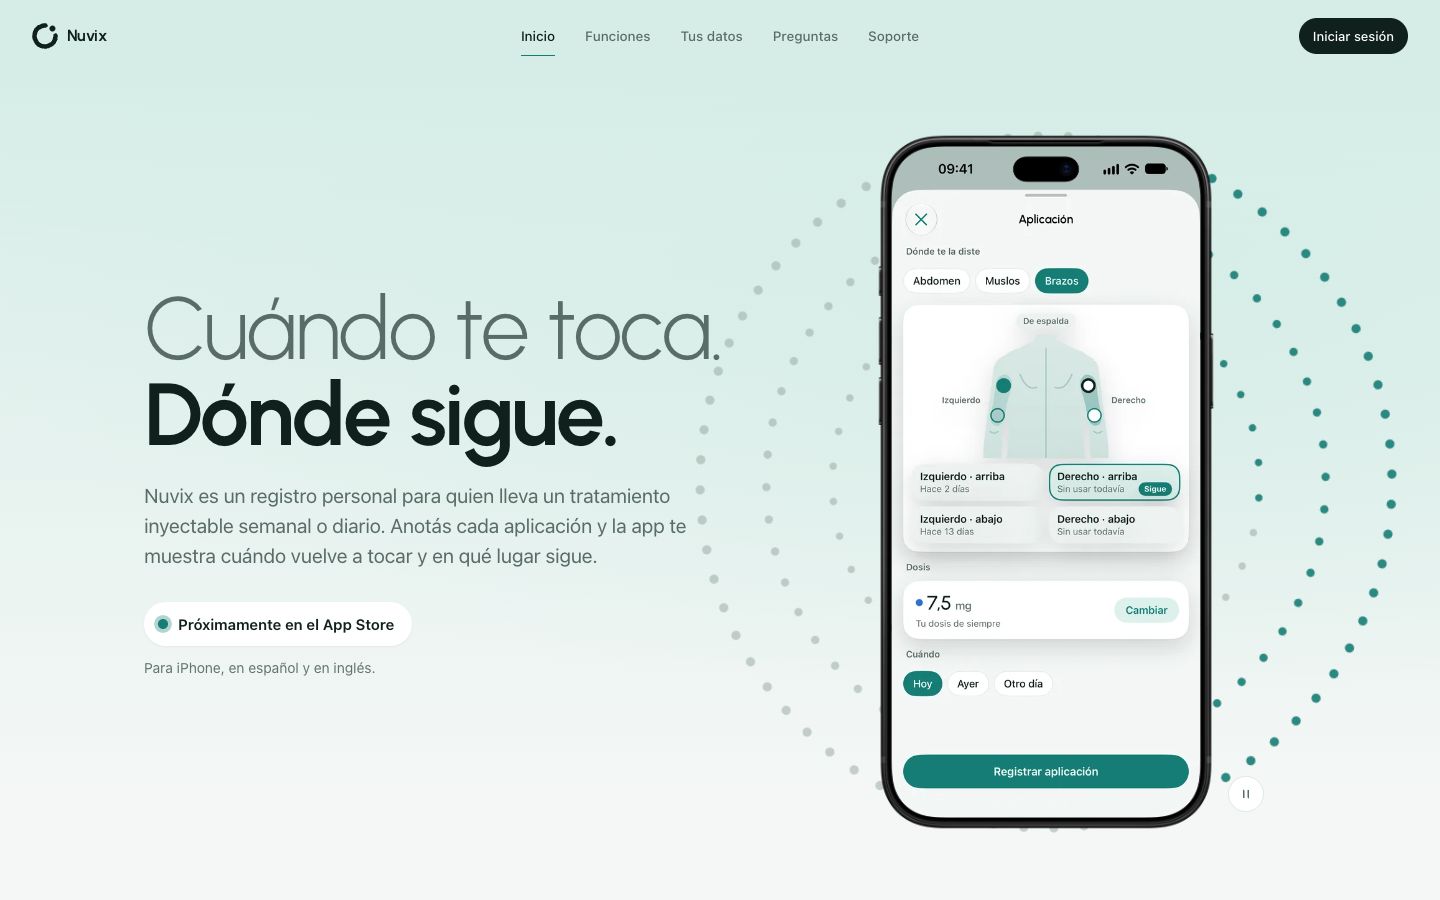 Nuvix
Inicio
Funciones
Tus datos
Preguntas
Soporte
Iniciar sesión
Cuándo te toca.
Dónde sigue.
Nuvix es un registro personal para quien lleva un tratamiento
inyectable semanal o diario. Anotás cada aplicación y la app te
muestra cuándo vuelve a tocar y en qué lugar sigue.
Próximamente en el App Store
Para iPhone, en español y en inglés.
09:41
Aplicación
Dónde te la diste
Abdomen
Muslos
Brazos
De espalda
Izquierdo
Derecho
Izquierdo · arriba
Hace 2 días
Derecho · arriba
Sin usar todavía
Sigue
Izquierdo · abajo
Hace 13 días
Derecho · abajo
Sin usar todavía
Dosis
7,5 mg
Tu dosis de siempre
Cambiar
Cuándo
Hoy
Ayer
Otro día
Registrar aplicación